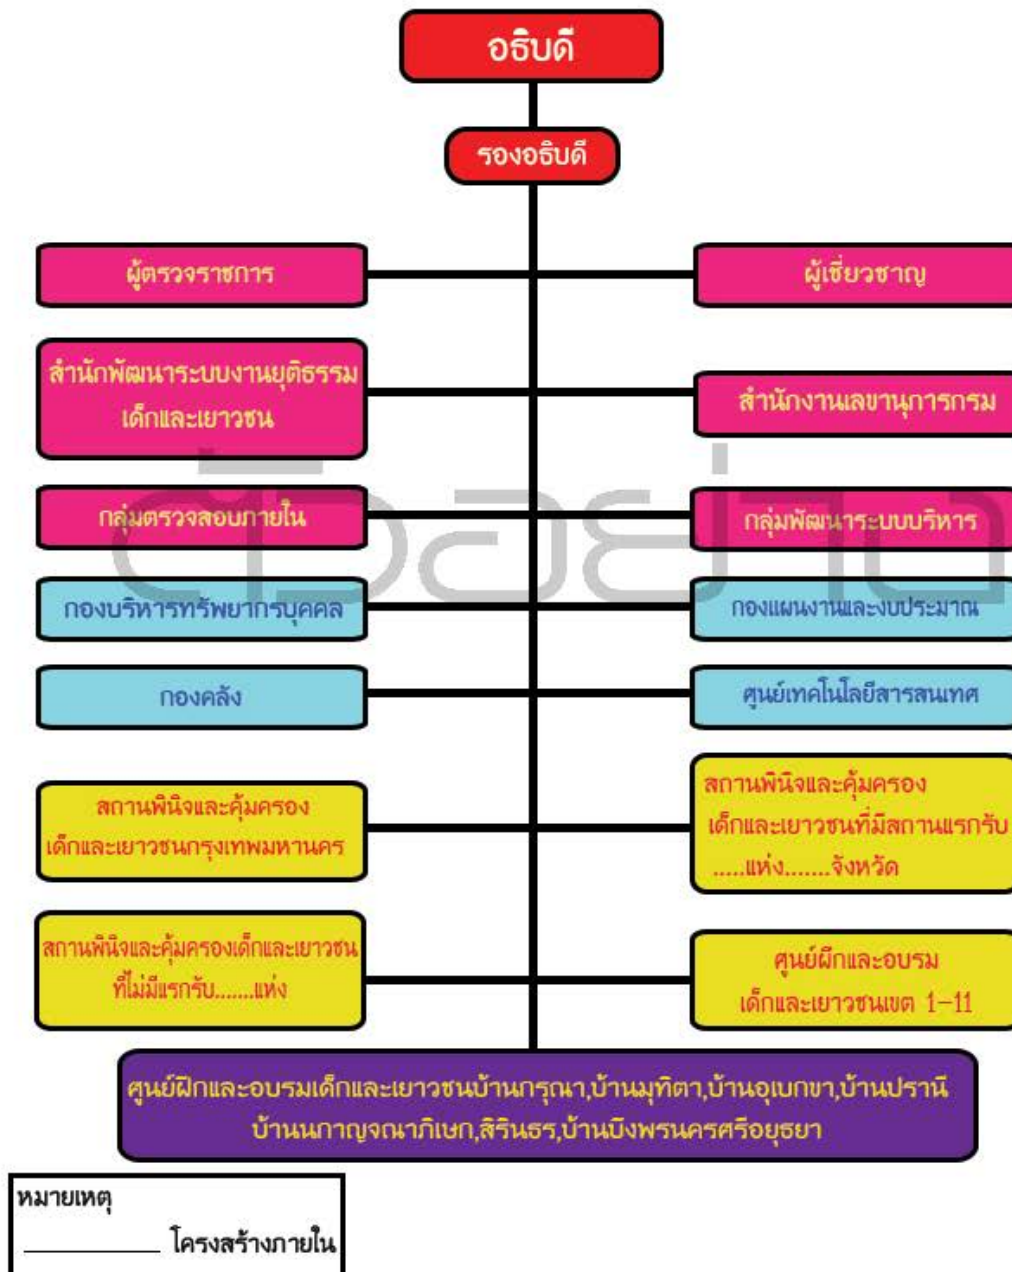 อธิบดี
รองอธิบดี
ผู้ตรวจราชการ
ผู้เชี่ยวชาญ
สำนักพัฒนาระบบงานยุติธรรม
เด็กและเยาวชน
สำนักงานเลขานุการกรม
กลุ่มตรวจสอบภายใน
กลุ่มพัฒนาระบบบริหาร
ตัวอย่าง
กองบริหารทรัพยากรบุคคล
กองแผนงานและงบประมาณ
กองคลัง
ศูนย์เทคโนโลยีสารสนเทศ
สถานพินิจและคุ้มครอง
เด็กและเยาวชนกรุงเทพมหานคร
สถานพินิจและคุ้มครอง
เด็กและเยาวชนที่มีสถานแรกรับ
.....แห่ง.......จังหวัด
สถานพินิจและคุ้มครองเด็กและเยาวชน
ที่ไม่มีแรกรับ.......แห่ง
ศูนย์ฝึกและอบรม
เด็กและเยาวชนเขต 1-11
ศูนย์ฝึกและอบรมเด็กและเยาวชนบ้านกรุณา,บ้านมุทิตา,บ้านอุเบกขา,บ้านปรานี
บ้านนกาญจณาภิเษก,สิรินธร,บ้านบึงพรนครศรีอยุธยา
หมายเหตุ
__________ โครงสร้างภายใน